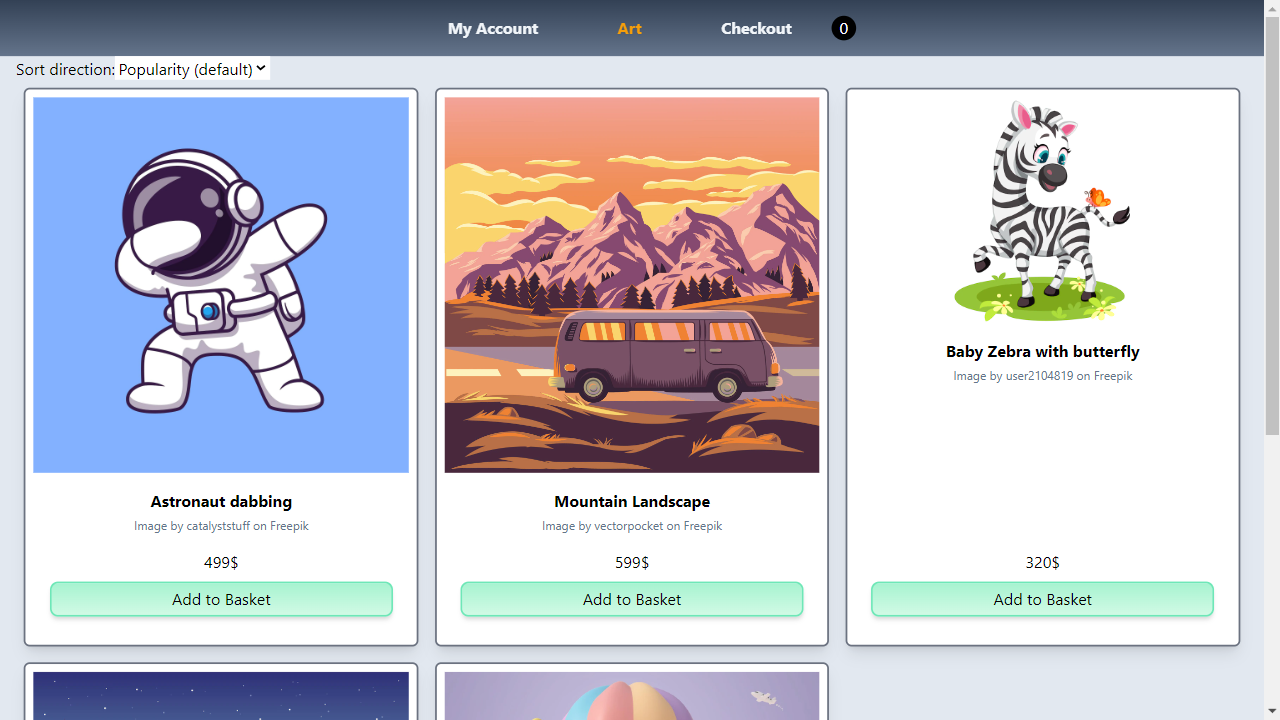 My Account Art Checkout 0
Sort direction: Popularity (default)
Astronaut dabbing
Image by catalyststuff on Freepik
499$
Add to Basket
Mountain Landscape
Image by vectorpocket on Freepik
599$
Add to Basket
Baby Zebra with butterfly
Image by user2104819 on Freepik
320$
Add to Basket